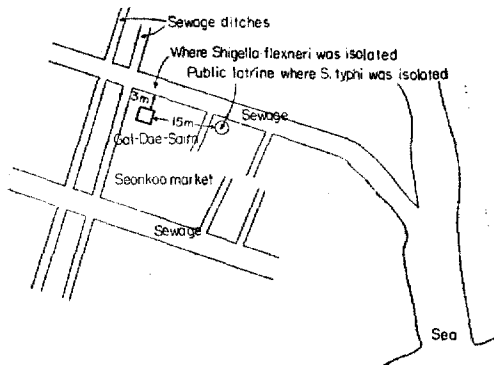 Sewage ditches
Where Shigella flexneri was isolated
Public latrine where S. typhi was isolated
3m
15m
Sewage
Gal-Dae-Saitn
Seonkoo market
Sewage
Sea